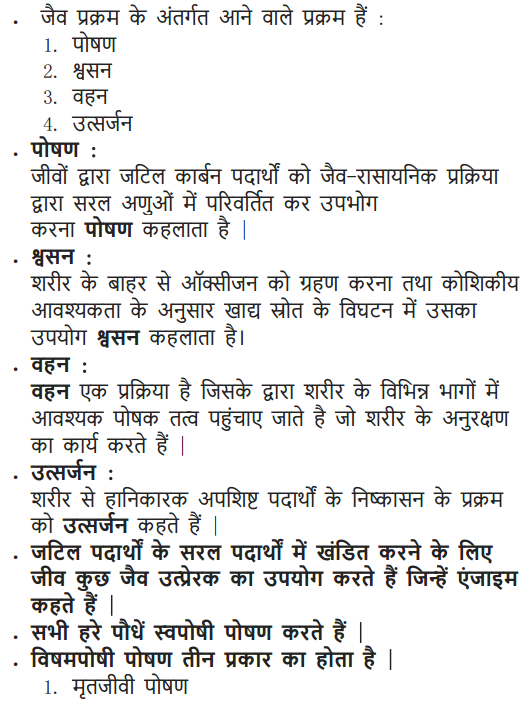 • जैव प्रक्रम के अंतर्गत आने वाले प्रक्रम हैं :
1. पोषण
2. श्वसन
3. वहन
4. उत्सर्जन
• पोषण :
जीवों द्वारा जटिल कार्बन पदार्थों को जैव-रासायनिक प्रक्रिया
द्वारा सरल अणुओं में परिवर्तित कर उपभोग
करना पोषण कहलाता है |
• श्वसन :
शरीर के बाहर से ऑक्सीजन को ग्रहण करना तथा कोशिकीय
आवश्यकता के अनुसार खाद्य स्रोत के विघटन में उसका
उपयोग श्वसन कहलाता है।
• वहन :
वहन एक प्रक्रिया है जिसके द्वारा शरीर के विभिन्न भागों में
आवश्यक पोषक तत्व पहुंचाए जाते है जो शरीर के अनुरक्षण
का कार्य करते हैं |
• उत्सर्जन :
शरीर से हानिकारक अपशिष्ट पदार्थों के निष्कासन के प्रक्रम
को उत्सर्जन कहते हैं |
• जटिल पदार्थों के सरल पदार्थों में खंडित करने के लिए
जीव कुछ जैव उत्प्रेरक का उपयोग करते हैं जिन्हें एंजाइम
कहते हैं |
• सभी हरे पौधें स्वपोषी पोषण करते हैं |
• विषमपोषी पोषण तीन प्रकार का होता है |
1. मृतजीवी पोषण